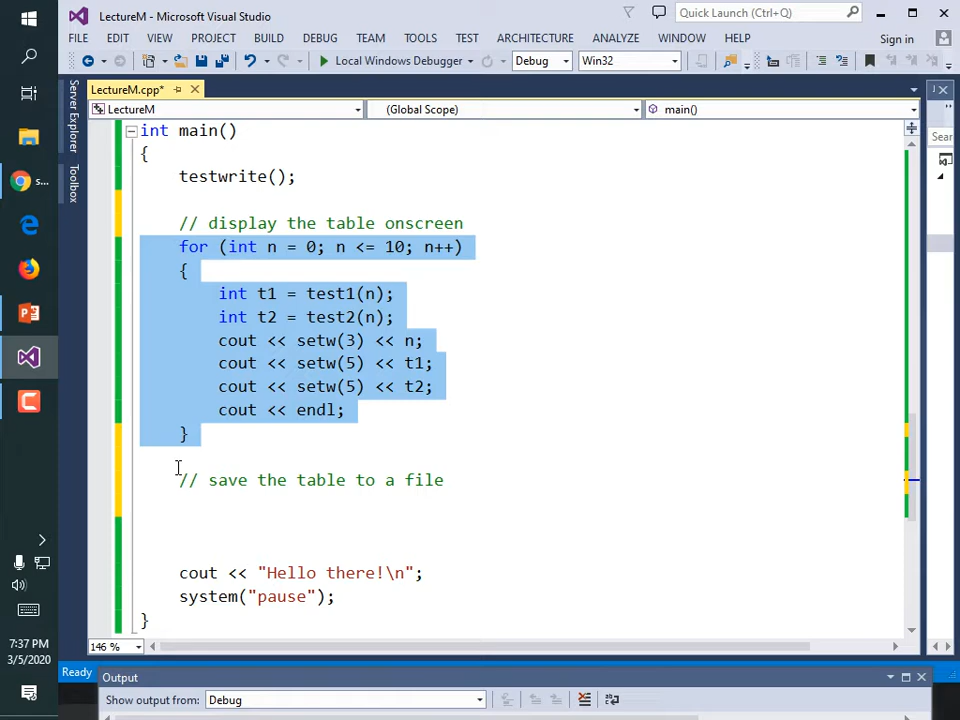 LectureM - Microsoft Visual Studio
Quick Launch (Ctrl+Q)
FILE EDIT VIEW PROJECT BUILD DEBUG TEAM TOOLS TEST ARCHITECTURE ANALYZE WINDOW HELP
Sign in
Local Windows Debugger Debug Win32
LectureM.cpp*
LectureM (Global Scope) main()
Server Explorer
Toolbox
Sear
int main()
{
testwrite();
// display the table onscreen
for (int n = 0; n <= 10; n++)
{
int t1 = test1(n);
int t2 = test2(n);
cout << setw(3) << n;
cout << setw(5) << t1;
cout << setw(5) << t2;
cout << endl;
}
// save the table to a file
cout << "Hello there!\n";
system("pause");
}
146 %
Ready
Output
Show output from: Debug
s...
7:37 PM
3/5/2020